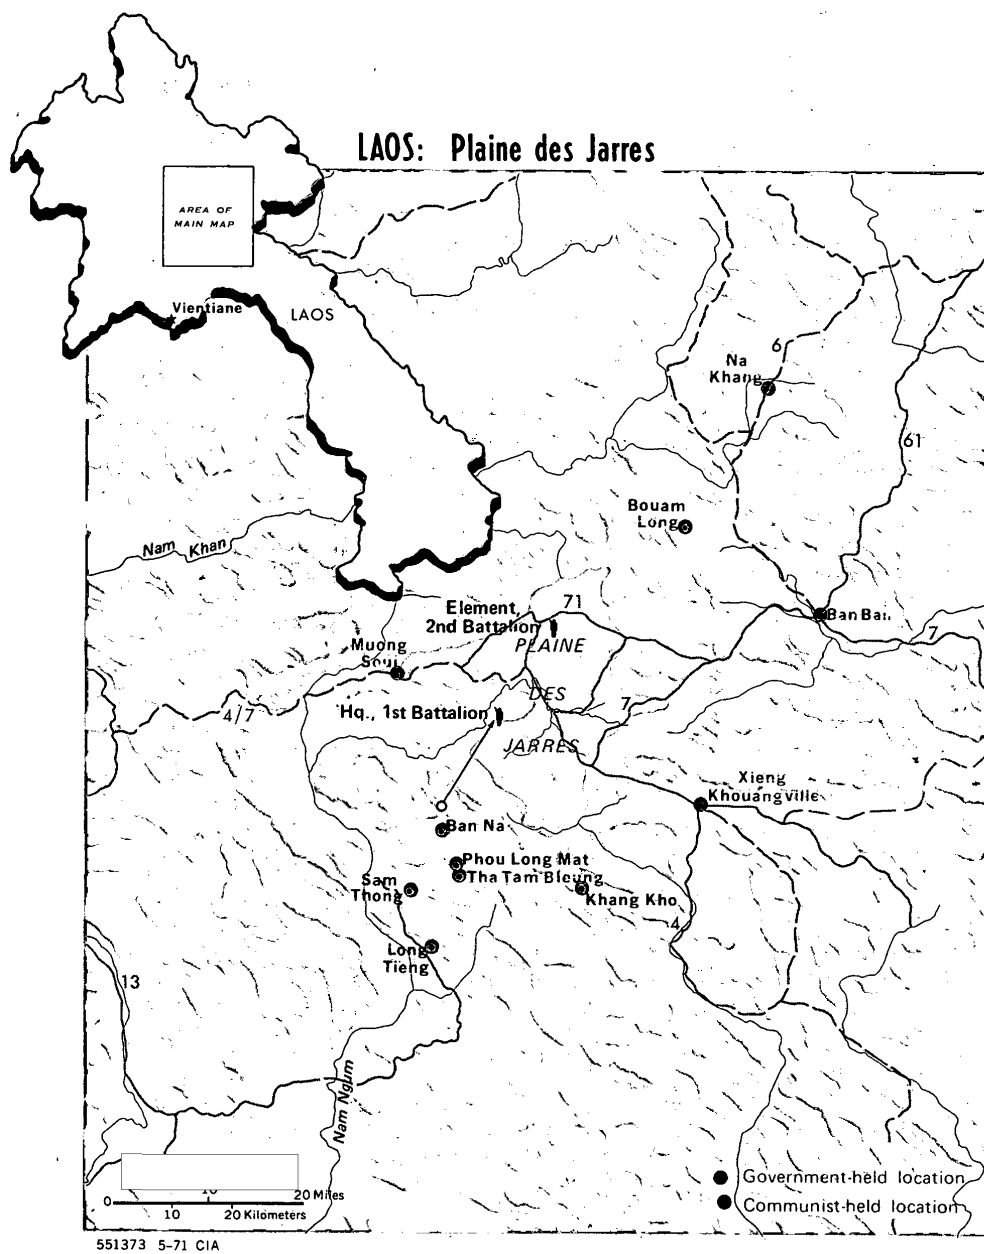 LAOS: Plaine des Jarres
AREA OF
MAIN MAP
Vientiane
LAOS
6
Na
Khang
61
Bouam
Long
Nam Khan
Element,
2nd Battalion
71
PLAINE
Ban Ban
7
Muong
Soui
DES
4/7
Hq., 1st Battalion
7
JARRES
Xieng
Khouangville
Ban Na
Phou Long Mat
Tha Tam Bleung
Sam
Thong
Khang Kho
4
Long
Tieng
13
Nam Ngum
Government-held location
Communist-held location
10
0
20 Miles
10
20 Kilometers
551373 5-71 CIA